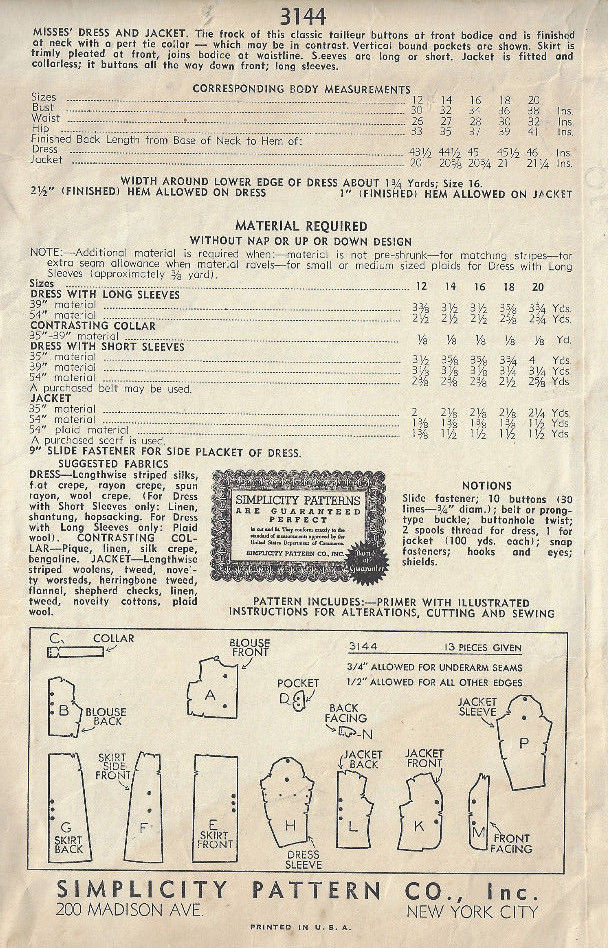 3144
MISSES' DRESS AND JACKET. The frock of this classic tailleur buttons at front bodice and is finished
at neck with a pert tie collar — which may be in contrast. Vertical bound pockets are shown. Skirt is
trimly pleated at front, joins bodice at waistline. Sleeves are long or short. Jacket is fitted and
collarless; it buttons all the way down front; long sleeves.
CORRESPONDING BODY MEASUREMENTS
Sizes 12 14 16 18 20
Bust 30 32 34 36 38 Ins.
Waist 26 27 28 30 32 Ins.
Hip 33 35 37 39 41 Ins.
Finished Back Length from Base of Neck to Hem of:
Dress 43½ 44½ 45 45½ 46 Ins.
Jacket 20 20⅜ 20¾ 21 21¼ Ins.
WIDTH AROUND LOWER EDGE OF DRESS ABOUT 1¾ Yards; Size 16.
2½" (FINISHED) HEM ALLOWED ON DRESS 1" (FINISHED) HEM ALLOWED ON JACKET
MATERIAL REQUIRED
WITHOUT NAP OR UP OR DOWN DESIGN
NOTE:—Additional material is required when:—material is not pre-shrunk—for matching stripes—for
extra seam allowance when material ravels—for small or medium sized plaids for Dress with Long
Sleeves (approximately ⅜ yard).
Sizes 12 14 16 18 20
DRESS WITH LONG SLEEVES
39" material 3⅜ 3½ 3½ 3⅝ 3¾ Yds.
54" material 2½ 2½ 2½ 2⅝ 2¾ Yds.
CONTRASTING COLLAR
35"-39" material ⅛ ⅛ ⅛ ⅛ ⅛ Yd.
DRESS WITH SHORT SLEEVES
35" material 3½ 3⅝ 3⅝ 3¾ 4 Yds.
39" material 3⅛ 3⅛ 3⅛ 3¼ 3¼ Yds.
54" material 2⅜ 2⅜ 2⅜ 2½ 2⅝ Yds
A purchased belt may be used.
JACKET
35" material 2 2⅛ 2⅛ 2⅛ 2¼ Yds.
54" material 1⅜ 1⅜ 1⅜ 1⅜ 1½ Yds.
54" plaid material 1⅜ 1½ 1½ 1½ 1½ Yds.
A purchased scarf is used.
9" SLIDE FASTENER FOR SIDE PLACKET OF DRESS.
SUGGESTED FABRICS
DRESS—Lengthwise striped silks,
flat crepe, rayon crepe, spun
rayon, wool crepe. (For Dress
with Short Sleeves only: Linen,
shantung, hopsacking. For Dress
with Long Sleeves only: Plaid
wool). CONTRASTING COL-
LAR—Pique, linen, silk crepe,
bengaline. JACKET—Lengthwise
striped woolens, tweed, novel-
ty worsteds, herringbone tweed,
flannel, shepherd checks, linen,
tweed, novelty cottons, plaid
wool.
SIMPLICITY PATTERNS
ARE GUARANTEED
PERFECT
to cut and fit. They conform exactly to the
standard of measurements approved by the
United States Department of Commerce.
SIMPLICITY PATTERN CO., INC.
NOTIONS
Slide fastener; 10 buttons (30
lines—¾" diam.); belt or prong-
type buckle; buttonhole twist;
2 spools thread for dress, 1 for
jacket (100 yds. each); snap
fasteners; hooks and eyes;
shields.
PATTERN INCLUDES:—PRIMER WITH ILLUSTRATED
INSTRUCTIONS FOR ALTERATIONS, CUTTING AND SEWING
C
COLLAR
BLOUSE
FRONT
A
3144 13 PIECES GIVEN
3/4" ALLOWED FOR UNDERARM SEAMS
1/2" ALLOWED FOR ALL OTHER EDGES
B
BLOUSE
BACK
POCKET
D
BACK
FACING
N
JACKET
SLEEVE
P
SKIRT
SIDE
FRONT
JACKET
BACK
JACKET
FRONT
G
SKIRT
BACK
F
E
SKIRT
FRONT
H
DRESS
SLEEVE
L
K
M
FRONT
FACING
SIMPLICITY PATTERN CO., Inc.
200 MADISON AVE. NEW YORK CITY
PRINTED IN U. S. A.